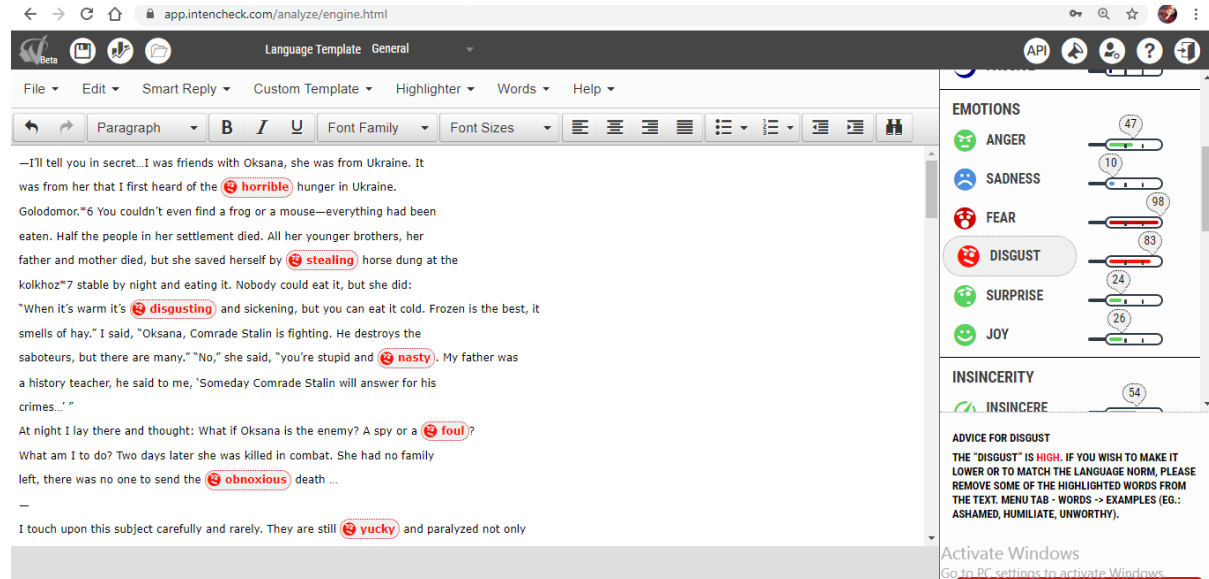 app.intencheck.com/analyze/engine.html
Beta
Language Template General
API
?
File Edit Smart Reply Custom Template Highlighter Words Help
Paragraph B I U Font Family Font Sizes
—I'll tell you in secret…I was friends with Oksana, she was from Ukraine. It
was from her that I first heard of the horrible hunger in Ukraine.
Golodomor.*6 You couldn't even find a frog or a mouse—everything had been
eaten. Half the people in her settlement died. All her younger brothers, her
father and mother died, but she saved herself by stealing horse dung at the
kolkhoz*7 stable by night and eating it. Nobody could eat it, but she did:
"When it's warm it's disgusting and sickening, but you can eat it cold. Frozen is the best, it
smells of hay." I said, "Oksana, Comrade Stalin is fighting. He destroys the
saboteurs, but there are many." "No," she said, "you're stupid and nasty. My father was
a history teacher, he said to me, 'Someday Comrade Stalin will answer for his
crimes…' "
At night I lay there and thought: What if Oksana is the enemy? A spy or a foul?
What am I to do? Two days later she was killed in combat. She had no family
left, there was no one to send the obnoxious death …
—
I touch upon this subject carefully and rarely. They are still yucky and paralyzed not only
EMOTIONS
ANGER 47
SADNESS 10
FEAR 98
DISGUST 83
SURPRISE 24
JOY 26
INSINCERITY
INSINCERE 54
ADVICE FOR DISGUST
THE "DISGUST" IS HIGH. IF YOU WISH TO MAKE IT
LOWER OR TO MATCH THE LANGUAGE NORM, PLEASE
REMOVE SOME OF THE HIGHLIGHTED WORDS FROM
THE TEXT. MENU TAB - WORDS -> EXAMPLES (EG.:
ASHAMED, HUMILIATE, UNWORTHY).
Activate Windows
Go to PC settings to activate Windows.